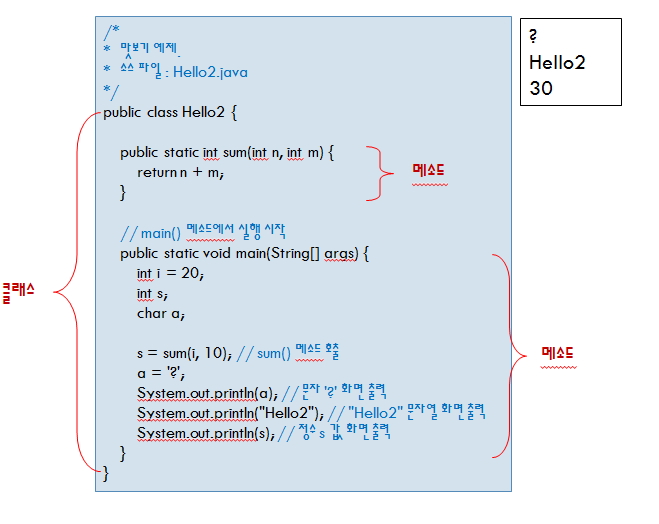 /*
* 맛보기 예제.
* 소스 파일 : Hello2.java
*/
public class Hello2 {
public static int sum(int n, int m) {
return n + m;
}
// main() 메소드에서 실행 시작
public static void main(String[] args) {
int i = 20;
int s;
char a;
s = sum(i, 10); // sum() 메소드 호출
a = '?';
System.out.println(a); // 문자 '?' 화면 출력
System.out.println("Hello2"); // "Hello2" 문자열 화면 출력
System.out.println(s); // 정수 s 값 화면 출력
}
}
클래스
메소드
메소드
?
Hello2
30